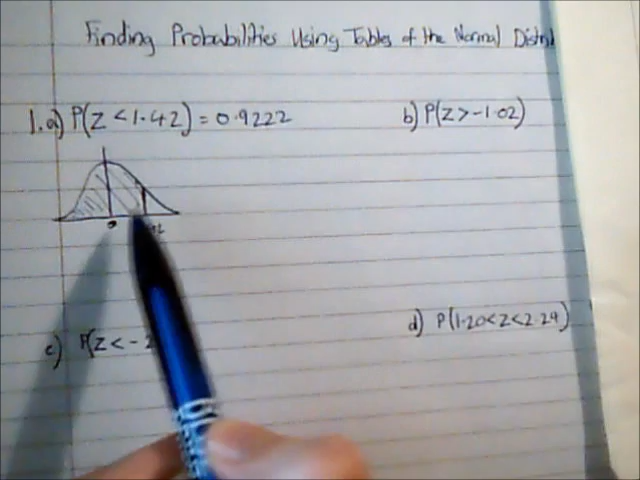 Finding Probabilities Using Tables of the Normal
1.a) P(Z < 1.42) = 0.9222
b) P(Z > -1.02)
0
c) P(Z < -
d) P(1.20 < Z < 2.29)